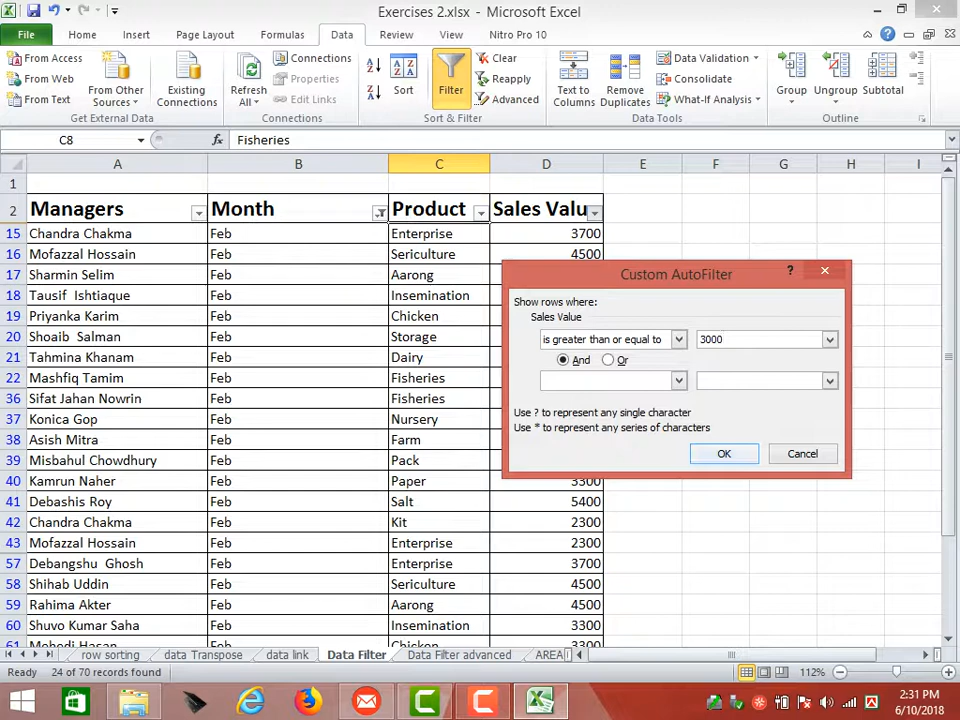 Exercises 2.xlsx - Microsoft Excel
File Home Insert Page Layout Formulas Data Review View Nitro Pro 10
From Access
From Web
From Text
From Other Sources
Existing Connections
Get External Data
Refresh All
Connections
Properties
Edit Links
Connections
Sort
Filter
Clear
Reapply
Advanced
Sort & Filter
Text to Columns
Remove Duplicates
Data Validation
Consolidate
What-If Analysis
Data Tools
Group
Ungroup
Subtotal
Outline
C8 fx Fisheries
A B C D E F G H I
1
2 Managers Month Product Sales Valu
15 Chandra Chakma Feb Enterprise 3700
16 Mofazzal Hossain Feb Sericulture 4500
17 Sharmin Selim Feb Aarong
18 Tausif Ishtiaque Feb Insemination
19 Priyanka Karim Feb Chicken
20 Shoaib Salman Feb Storage
21 Tahmina Khanam Feb Dairy
22 Mashfiq Tamim Feb Fisheries
36 Sifat Jahan Nowrin Feb Fisheries
37 Konica Gop Feb Nursery
38 Asish Mitra Feb Farm
39 Misbahul Chowdhury Feb Pack
40 Kamrun Naher Feb Paper 3300
41 Debashis Roy Feb Salt 5400
42 Chandra Chakma Feb Kit 2300
43 Mofazzal Hossain Feb Enterprise 2300
57 Debangshu Ghosh Feb Enterprise 3700
58 Shihab Uddin Feb Sericulture 4500
59 Rahima Akter Feb Aarong 4500
60 Shuvo Kumar Saha Feb Insemination 3300
61 Mehedi Hasan Feb Chicken 3300
Custom AutoFilter ?
Show rows where:
Sales Value
is greater than or equal to 3000
And Or
Use ? to represent any single character
Use * to represent any series of characters
OK Cancel
row sorting data Transpose data link Data Filter Data Filter advanced AREA
Ready 24 of 70 records found 112%
2:31 PM
6/10/2018